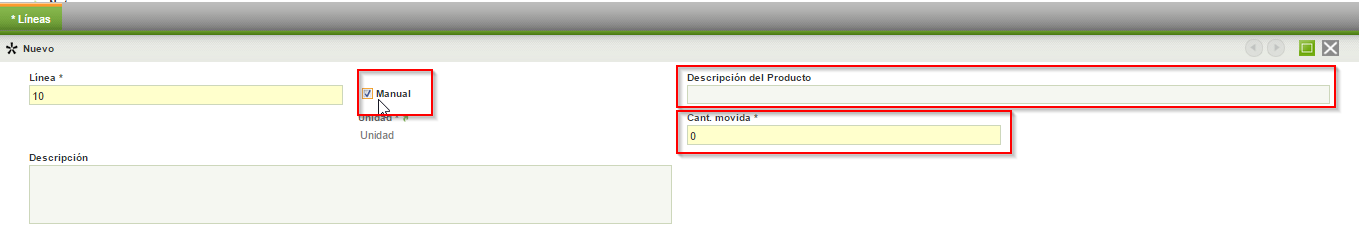 * Líneas
Nuevo
Línea *
10
Manual
Descripción del Producto
Unidad *
Unidad
Cant. movida *
0
Descripción